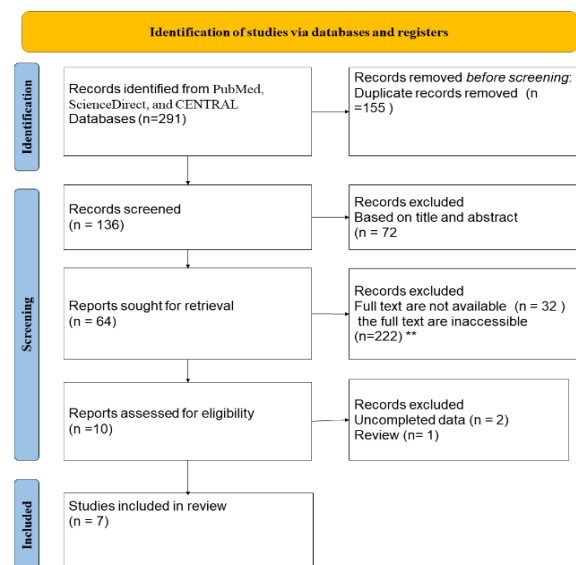 Identification of studies via databases and registers
Identification
Records identified from PubMed,
ScienceDirect, and CENTRAL
Databases (n=291)
Records removed before screening:
Duplicate records removed (n
=155 )
Screening
Records screened
(n = 136)
Records excluded
Based on title and abstract
(n = 72
Reports sought for retrieval
(n = 64)
Records excluded
Full text are not available (n = 32 )
the full text are inaccessible
(n=222) **
Reports assessed for eligibility
(n =10)
Records excluded
Uncompleted data (n = 2)
Review (n= 1)
Included
Studies included in review
(n = 7)